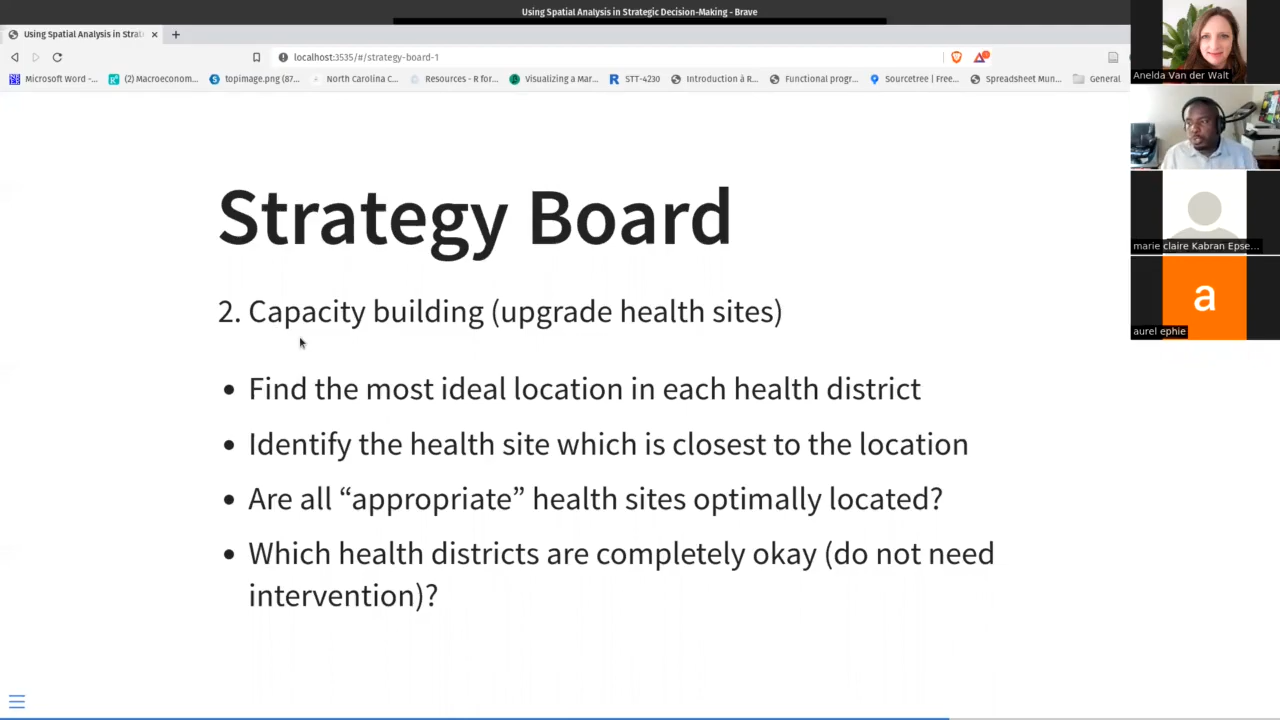 Using Spatial Analysis in Strategic Decision-Making - Brave
Using Spatial Analysis in Strat
localhost:3535/#/strategy-board-1
Microsoft Word -... (2) Macroeconom... topimage.png (87... North Carolina C... Resources - R for... Visualizing a Mar... STT-4230 Introduction à R... Functional progr... Sourcetree | Free... Spreadsheet Mun... General
Anelda Van der Walt
marie claire Kabran Epse...
a
aurel ephie
Strategy Board
2. Capacity building (upgrade health sites)
• Find the most ideal location in each health district
• Identify the health site which is closest to the location
• Are all “appropriate” health sites optimally located?
• Which health districts are completely okay (do not need
intervention)?